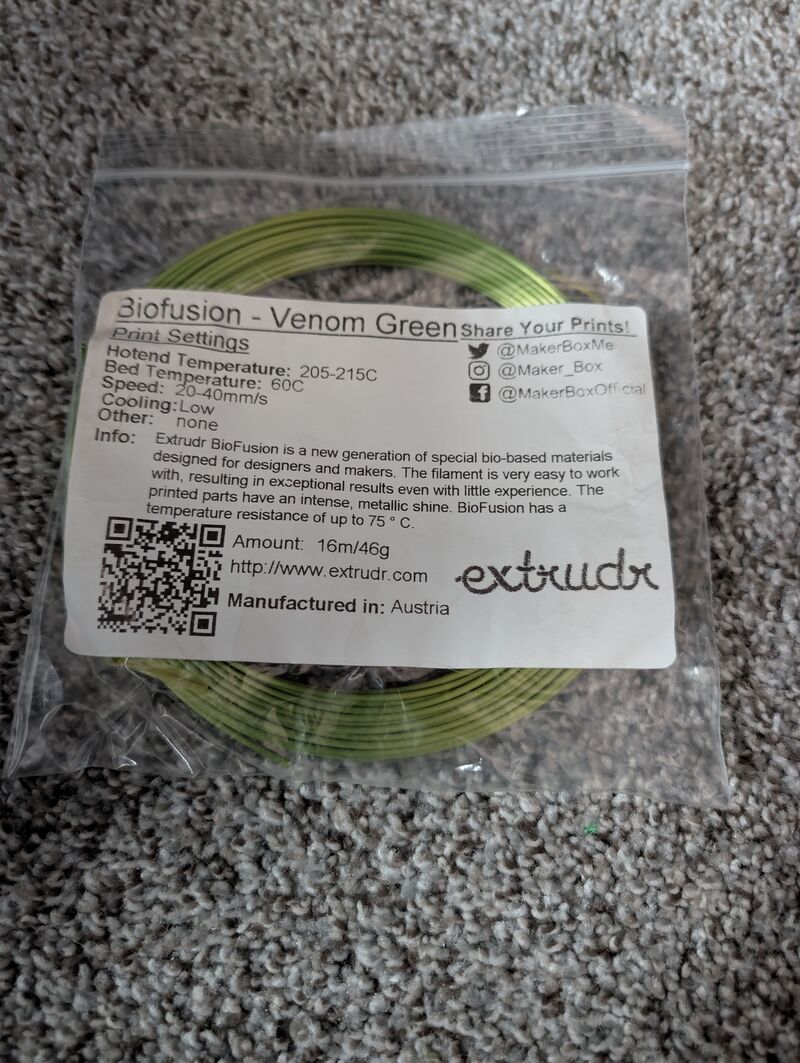 Biofusion - Venom Green
Print Settings
Hotend Temperature: 205-215C
Bed Temperature: 60C
Speed: 20-40mm/s
Cooling: Low
Other: none
Share Your Prints!
@MakerBoxMe
@Maker_Box
@MakerBoxOfficial
Info: Extrudr BioFusion is a new generation of special bio-based materials
designed for designers and makers. The filament is very easy to work
with, resulting in exceptional results even with little experience. The
printed parts have an intense, metallic shine. BioFusion has a
temperature resistance of up to 75 ° C.
Amount: 16m/46g
http://www.extrudr.com
Manufactured in: Austria
extrudr